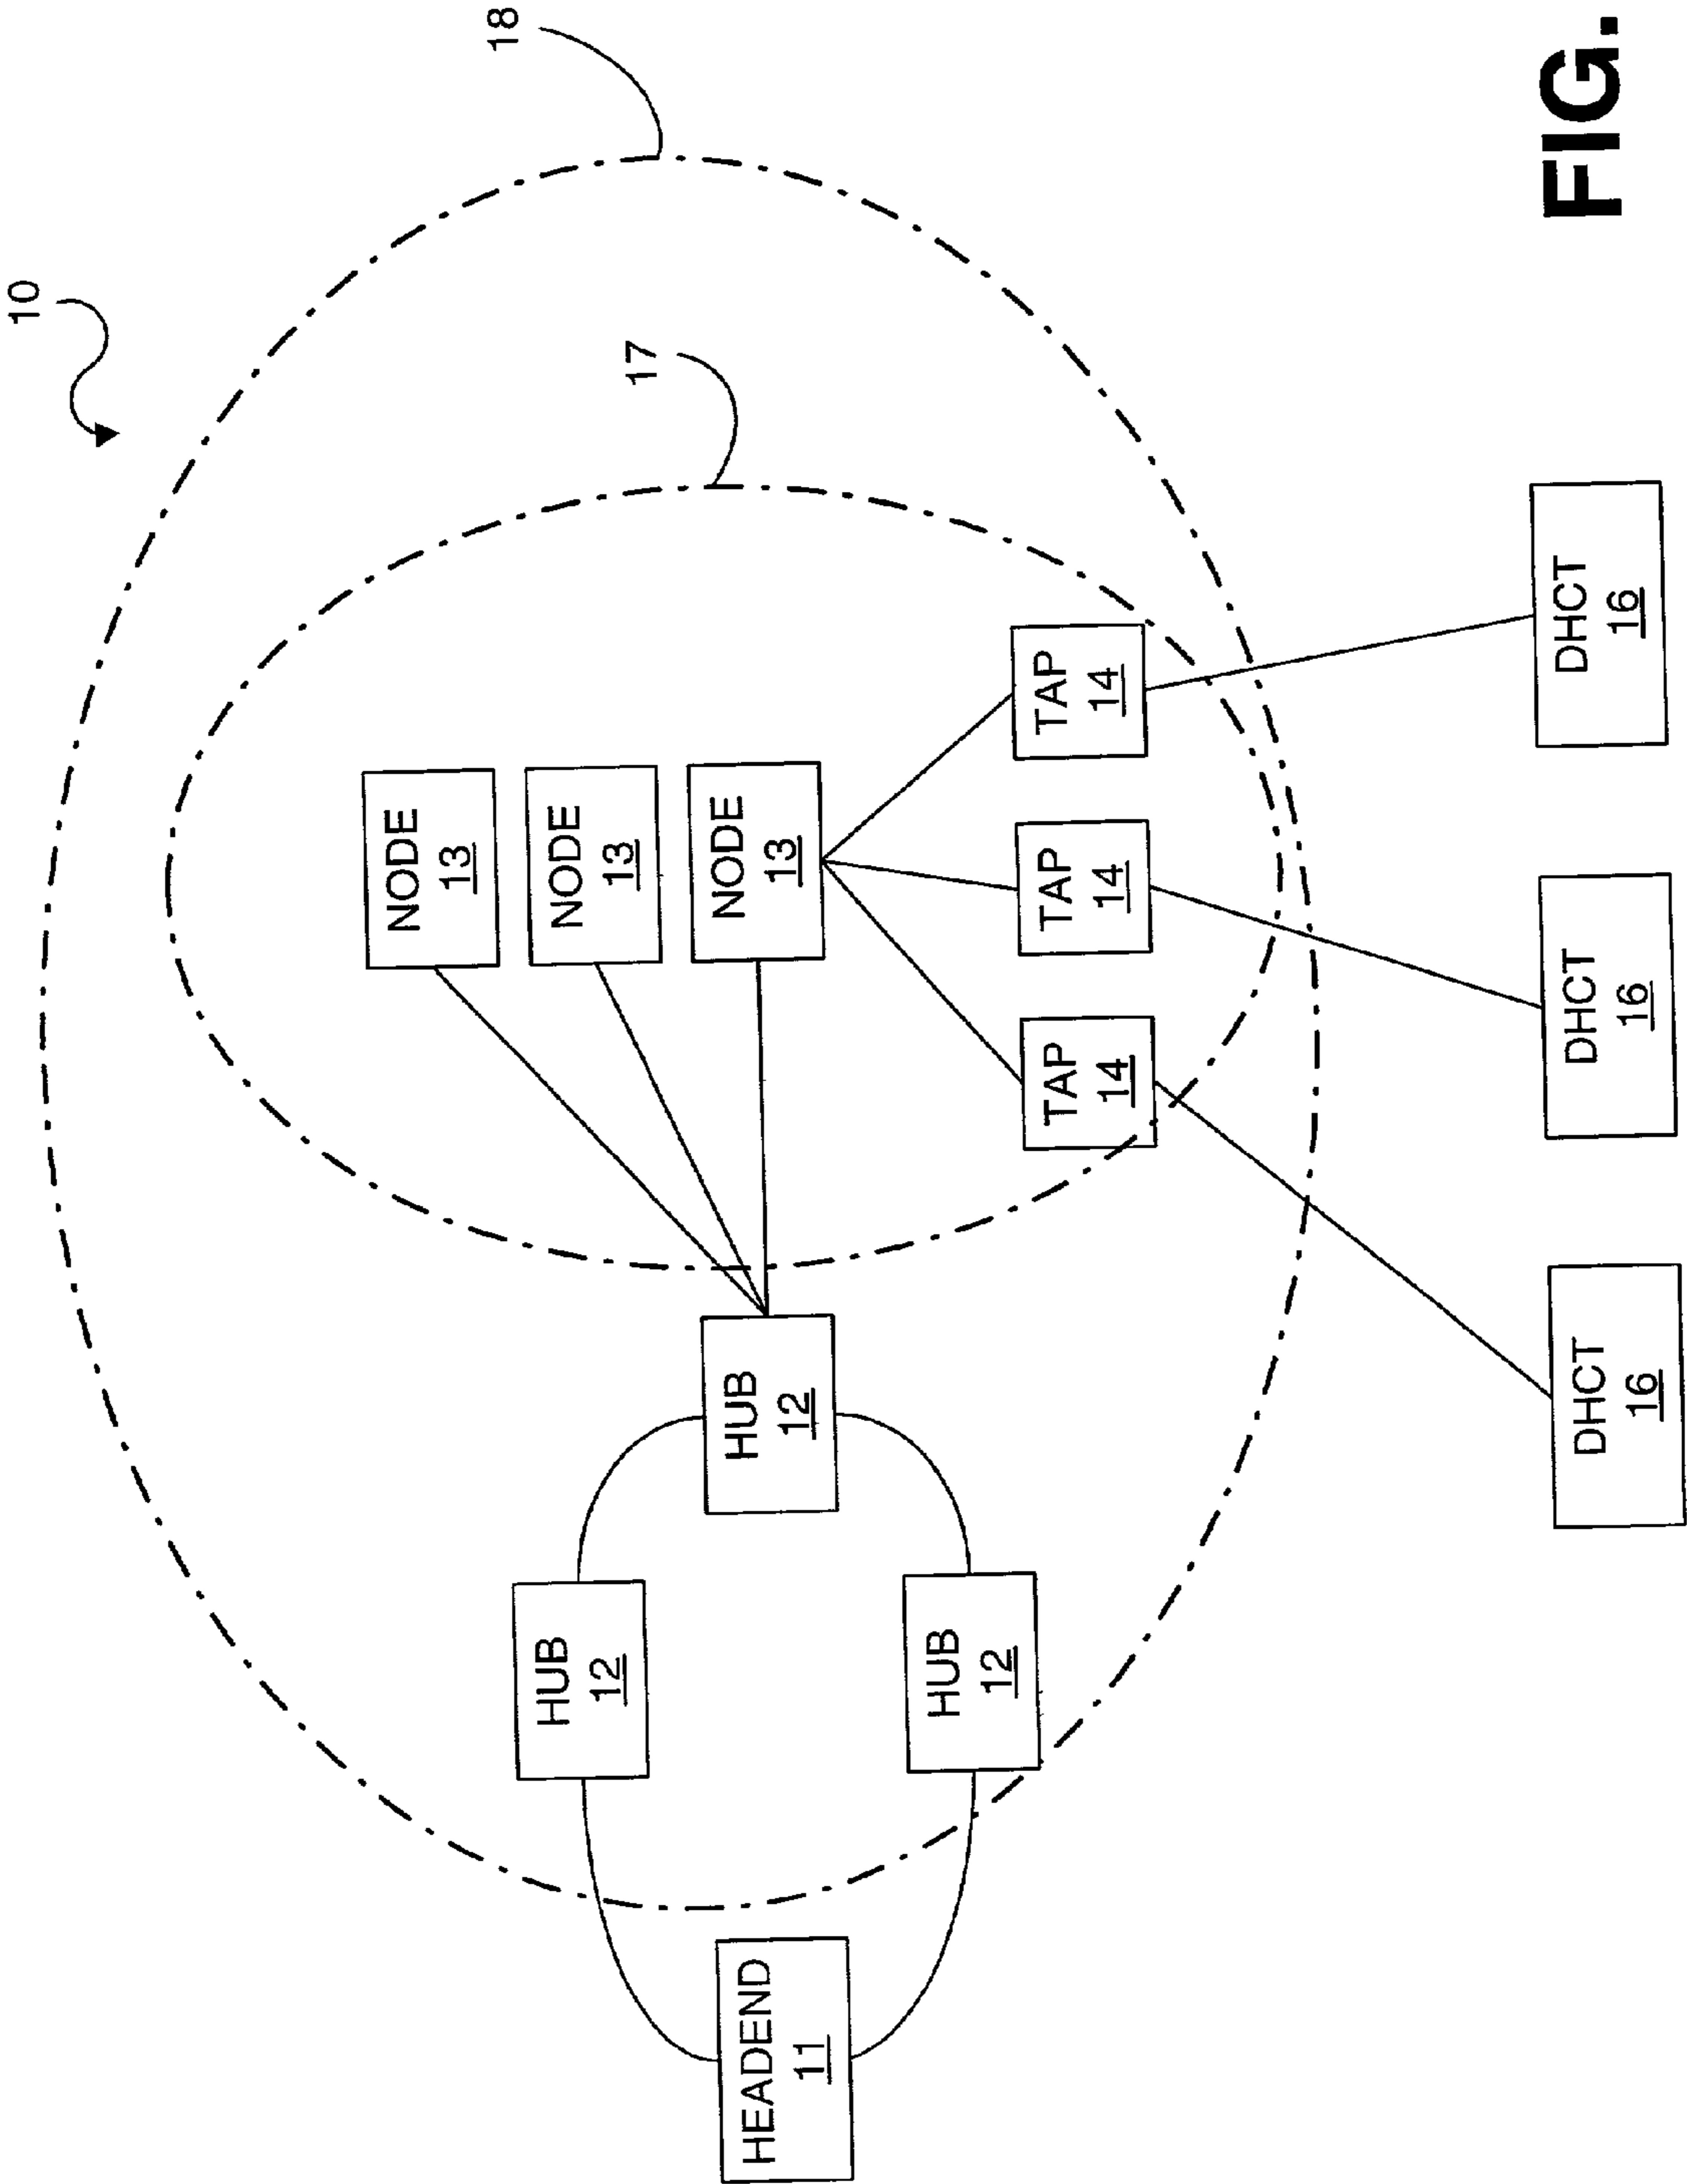 10
18
17
HEADEND
11
HUB
12
HUB
12
HUB
12
NODE
13
NODE
13
NODE
13
TAP
14
TAP
14
TAP
14
DHCT
16
DHCT
16
DHCT
16
FIG.